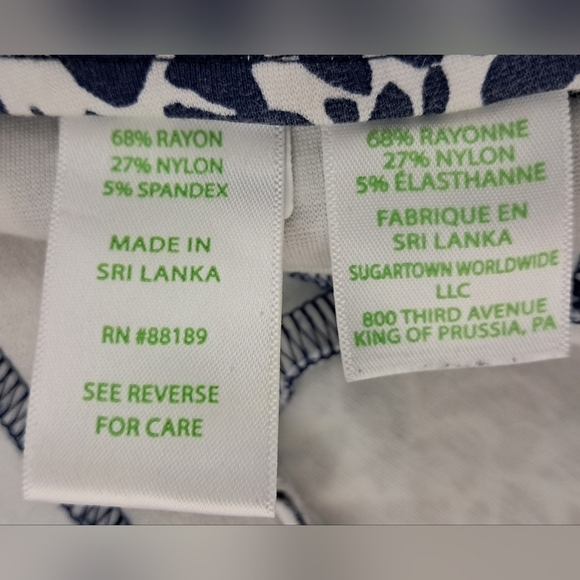 68% RAYON
27% NYLON
5% SPANDEX
MADE IN
SRI LANKA
RN #88189
SEE REVERSE
FOR CARE
68% RAYONNE
27% NYLON
5% ÉLASTHANNE
FABRIQUE EN
SRI LANKA
SUGARTOWN WORLDWIDE
LLC
800 THIRD AVENUE
KING OF PRUSSIA, PA